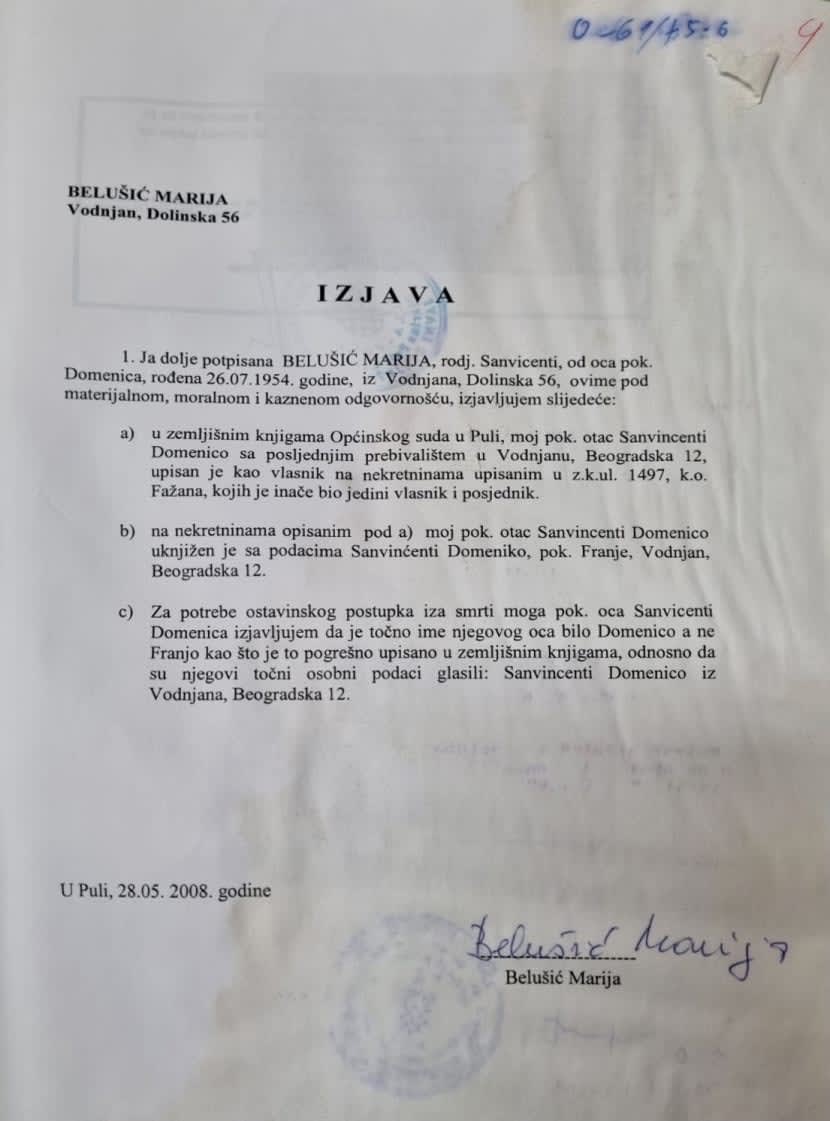 BELUŠIĆ MARIJA
Vodnjan, Dolinska 56
I Z J A V A
1. Ja dolje potpisana BELUŠIĆ MARIJA, rodj. Sanvicenti, od oca pok.
Domenica, rođena 26.07.1954. godine, iz Vodnjana, Dolinska 56, ovime pod
materijalnom, moralnom i kaznenom odgovornošću, izjavljujem slijedeće:
a) u zemljišnim knjigama Općinskog suda u Puli, moj pok. otac Sanvincenti
Domenico sa posljednjim prebivalištem u Vodnjanu, Beogradska 12,
upisan je kao vlasnik na nekretninama upisanim u z.k.ul. 1497, k.o.
Fažana, kojih je inače bio jedini vlasnik i posjednik.
b) na nekretninama opisanim pod a) moj pok. otac Sanvincenti Domenico
uknjižen je sa podacima Sanvinćenti Domeniko, pok. Franje, Vodnjan,
Beogradska 12.
c) Za potrebe ostavinskog postupka iza smrti moga pok. oca Sanvicenti
Domenica izjavljujem da je točno ime njegovog oca bilo Domenico a ne
Franjo kao što je to pogrešno upisano u zemljišnim knjigama, odnosno da
su njegovi točni osobni podaci glasili: Sanvincenti Domenico iz
Vodnjana, Beogradska 12.
U Puli, 28.05. 2008. godine
Belušić Marija
Belušić Marija